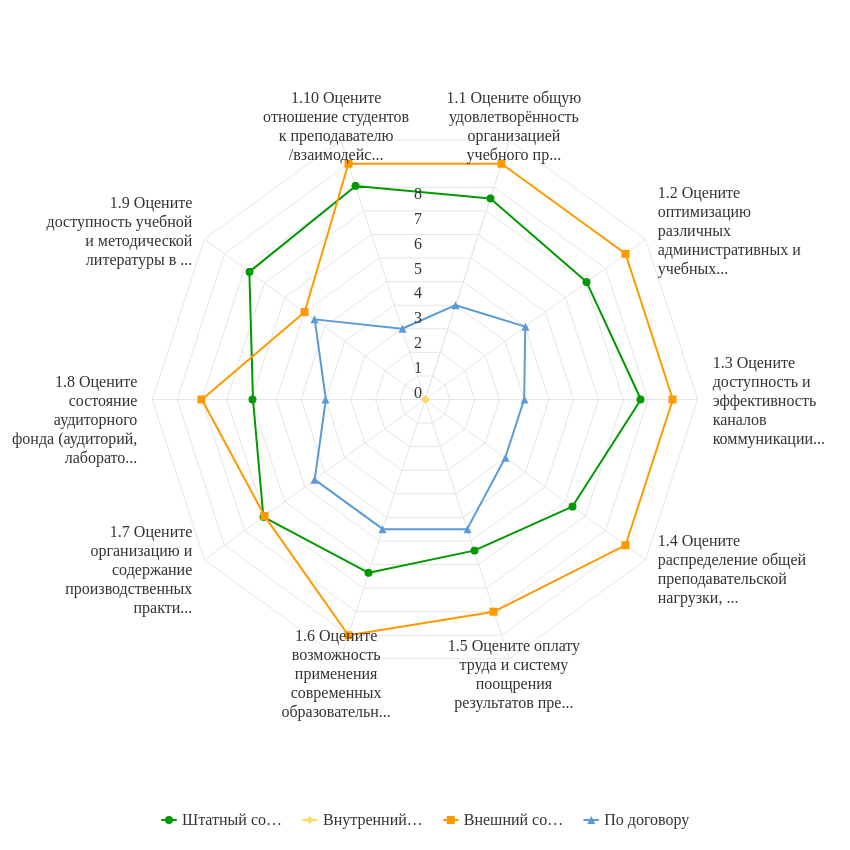 1.10 Оцените
отношение студентов
к преподавателю
/взаимодейс...
1.1 Оцените общую
удовлетворённость
организацией
учебного пр...
1.2 Оцените
оптимизацию
различных
административных и
учебных...
1.3 Оцените
доступность и
эффективность
каналов
коммуникации...
1.4 Оцените
распределение общей
преподавательской
нагрузки, ...
1.5 Оцените оплату
труда и систему
поощрения
результатов пре...
1.6 Оцените
возможность
применения
современных
образовательн...
1.7 Оцените
организацию и
содержание
производственных
практи...
1.8 Оцените
состояние
аудиторного
фонда (аудиторий,
лаборато...
1.9 Оцените
доступность учебной
и методической
литературы в ...
8
7
6
5
4
3
2
1
0
Штатный со...
Внутренний...
Внешний со...
По договору